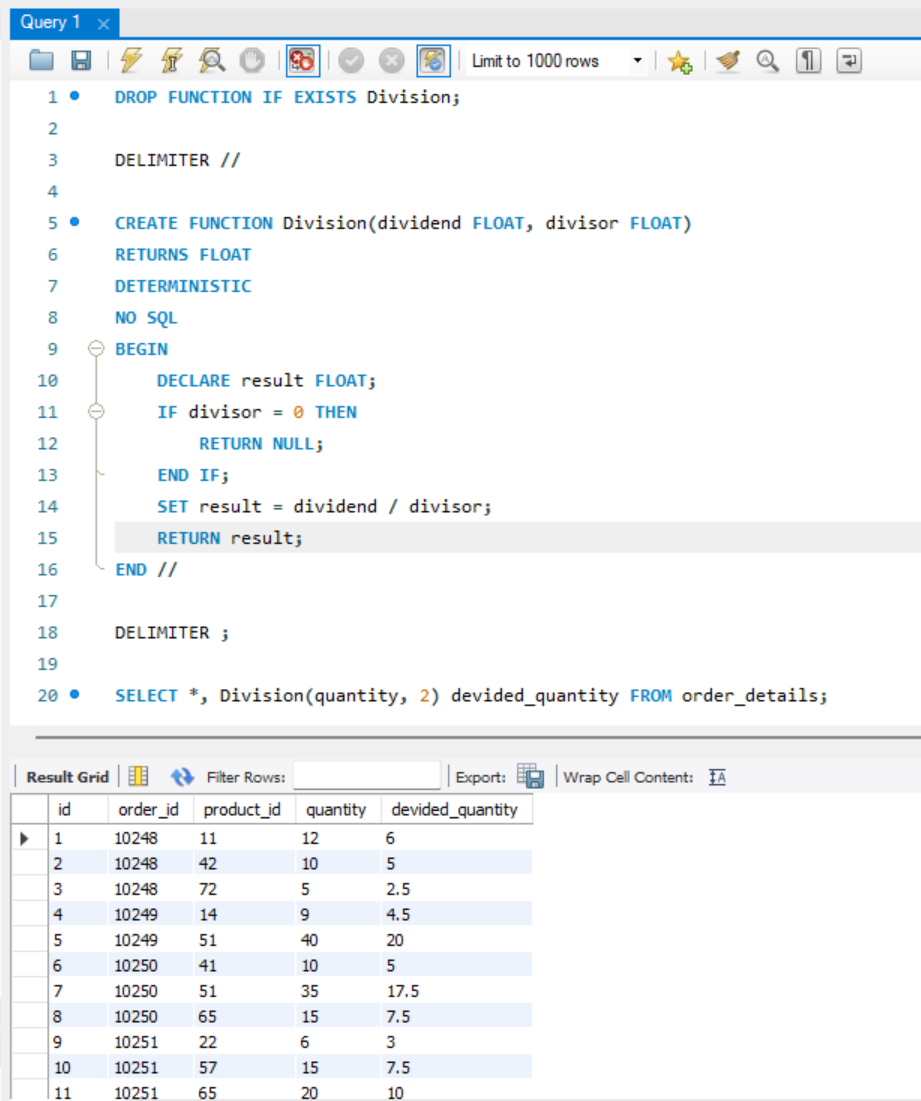 Query 1 ×
Limit to 1000 rows
1 DROP FUNCTION IF EXISTS Division;
2
3 DELIMITER //
4
5 CREATE FUNCTION Division(dividend FLOAT, divisor FLOAT)
6 RETURNS FLOAT
7 DETERMINISTIC
8 NO SQL
9 BEGIN
10 DECLARE result FLOAT;
11 IF divisor = 0 THEN
12 RETURN NULL;
13 END IF;
14 SET result = dividend / divisor;
15 RETURN result;
16 END //
17
18 DELIMITER ;
19
20 SELECT *, Division(quantity, 2) devided_quantity FROM order_details;
Result Grid Filter Rows: Export: Wrap Cell Content: IA
id order_id product_id quantity devided_quantity
1 10248 11 12 6
2 10248 42 10 5
3 10248 72 5 2.5
4 10249 14 9 4.5
5 10249 51 40 20
6 10250 41 10 5
7 10250 51 35 17.5
8 10250 65 15 7.5
9 10251 22 6 3
10 10251 57 15 7.5
11 10251 65 20 10